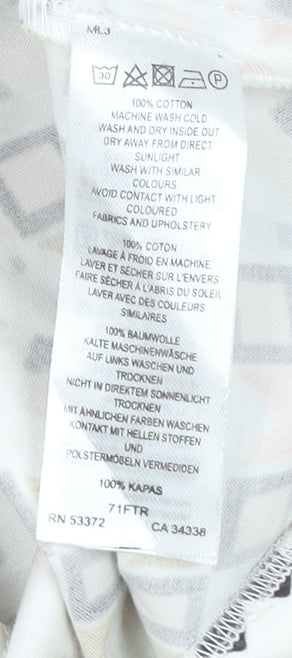 ML3
30 P
100% COTTON
MACHINE WASH COLD
WASH AND DRY INSIDE OUT
DRY AWAY FROM DIRECT
SUNLIGHT
WASH WITH SIMILAR
COLOURS
AVOID CONTACT WITH LIGHT
COLOURED
FABRICS AND UPHOLSTERY
100% COTON
LAVAGE À FROID EN MACHINE
LAVER ET SÉCHER SUR L'ENVERS
FAIRE SÉCHER À L'ABRIS DU SOLEIL
LAVER AVEC DES COULEURS
SIMILAIRES
100% BAUMWOLLE
KALTE MASCHINENWÄSCHE
AUF LINKS WASCHEN UND
TROCKNEN
NICHT IN DIREKTEM SONNENLICHT
TROCKNEN
MIT ÄHNLICHEN FARBEN WASCHEN
KONTAKT MIT HELLEN STOFFEN
UND
POLSTERMÖBELN VERMEDIDEN
100% KAPAS
71FTR
RN 53372 CA 34338